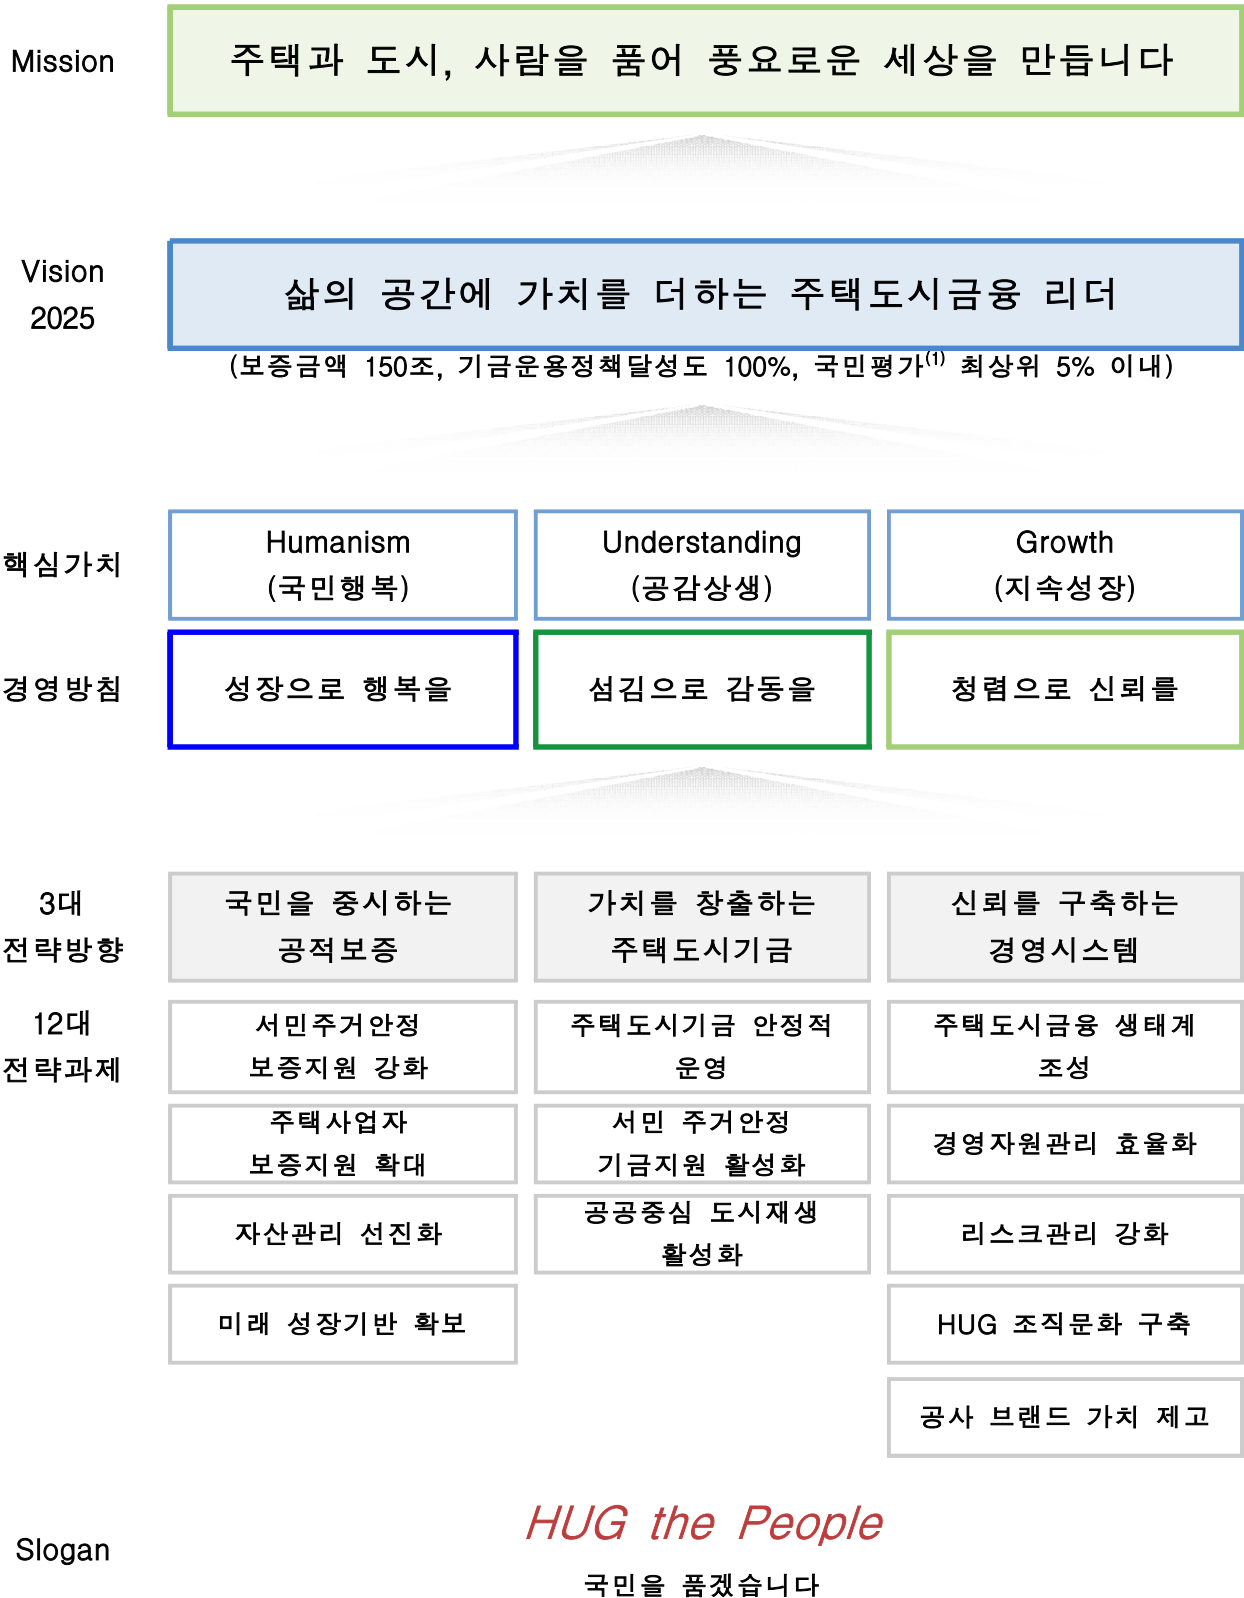 Mission
주택과 도시, 사람을 품어 풍요로운 세상을 만듭니다
Vision
2025
삶의 공간에 가치를 더하는 주택도시금융 리더
(보증금액 150조, 기금운용정책달성도 100%, 국민평가(1) 최상위 5% 이내)
핵심가치
Humanism
(국민행복)
Understanding
(공감상생)
Growth
(지속성장)
경영방침
성장으로 행복을
섬김으로 감동을
청렴으로 신뢰를
3대
전략방향
국민을 중시하는
공적보증
가치를 창출하는
주택도시기금
신뢰를 구축하는
경영시스템
12대
전략과제
서민주거안정
보증지원 강화
주택사업자
보증지원 확대
자산관리 선진화
미래 성장기반 확보
주택도시기금 안정적
운영
서민 주거안정
기금지원 활성화
공공중심 도시재생
활성화
주택도시금융 생태계
조성
경영자원관리 효율화
리스크관리 강화
HUG 조직문화 구축
공사 브랜드 가치 제고
Slogan
HUG the People
국민을 품겠습니다